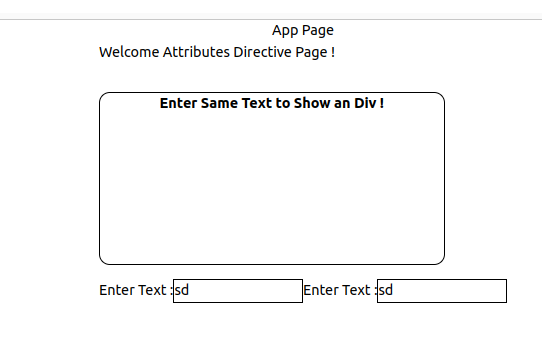 App Page
Welcome Attributes Directive Page !
Enter Same Text to Show an Div !
Enter Text :sd Enter Text :sd